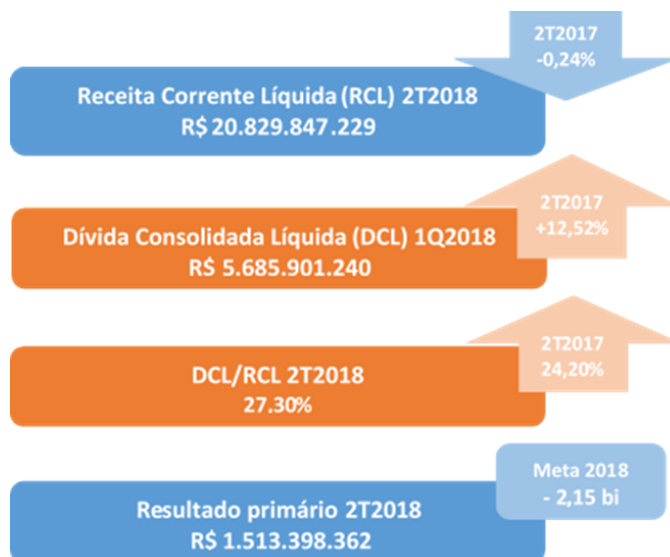 2T2017
-0,24%
Receita Corrente Líquida (RCL) 2T2018
R$ 20.829.847.229
2T2017
+12,52%
Dívida Consolidada Líquida (DCL) 1Q2018
R$ 5.685.901.240
2T2017
24,20%
DCL/RCL 2T2018
27.30%
Meta 2018
- 2,15 bi
Resultado primário 2T2018
R$ 1.513.398.362